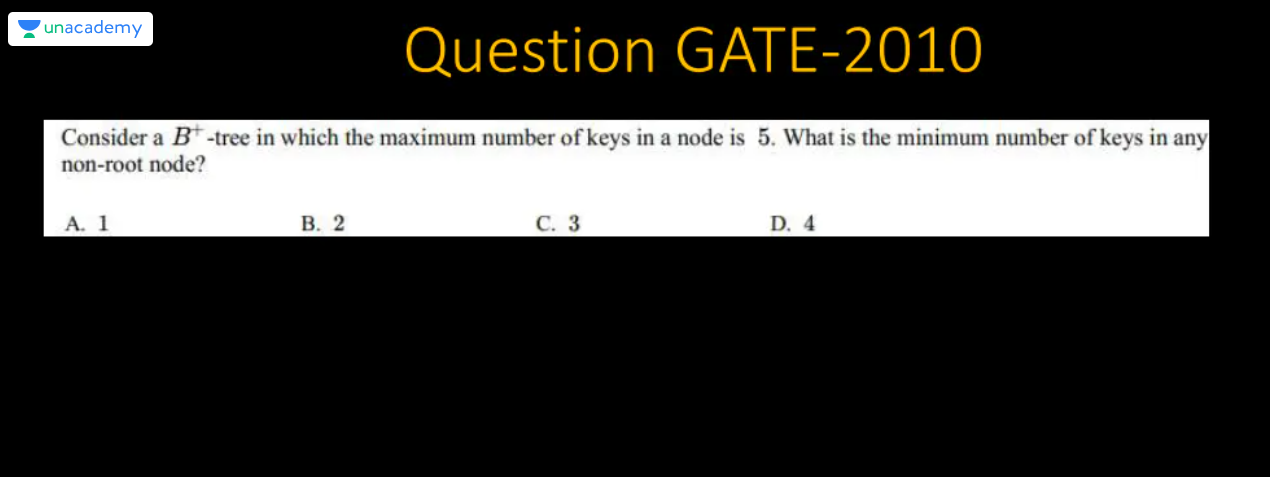 unacademy
Question GATE-2010
Consider a B⁺-tree in which the maximum number of keys in a node is 5. What is the minimum number of keys in any
non-root node?
A. 1 B. 2 C. 3 D. 4